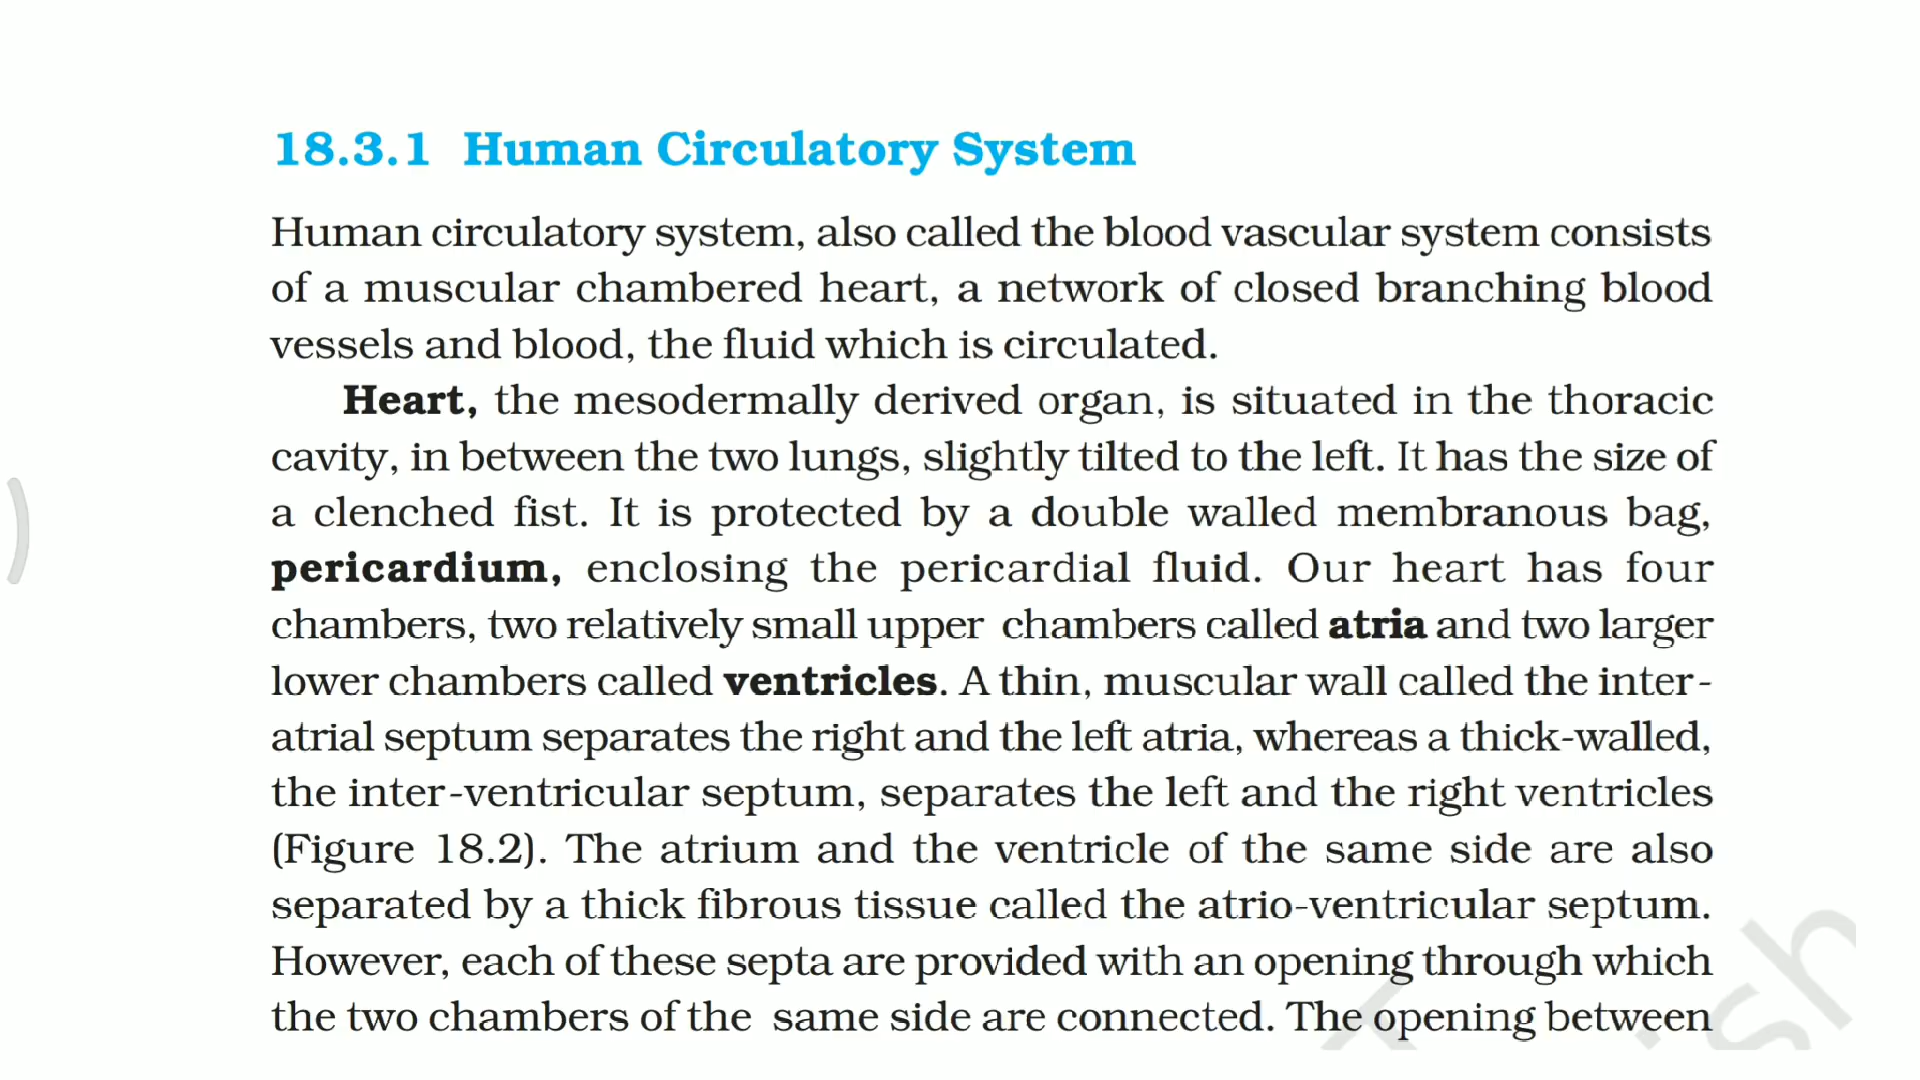 18.3.1 Human Circulatory System
Human circulatory system, also called the blood vascular system consists
of a muscular chambered heart, a network of closed branching blood
vessels and blood, the fluid which is circulated.
Heart, the mesodermally derived organ, is situated in the thoracic
cavity, in between the two lungs, slightly tilted to the left. It has the size of
a clenched fist. It is protected by a double walled membranous bag,
pericardium, enclosing the pericardial fluid. Our heart has four
chambers, two relatively small upper chambers called atria and two larger
lower chambers called ventricles. A thin, muscular wall called the inter-
atrial septum separates the right and the left atria, whereas a thick-walled,
the inter-ventricular septum, separates the left and the right ventricles
(Figure 18.2). The atrium and the ventricle of the same side are also
separated by a thick fibrous tissue called the atrio-ventricular septum.
However, each of these septa are provided with an opening through which
the two chambers of the same side are connected. The opening between